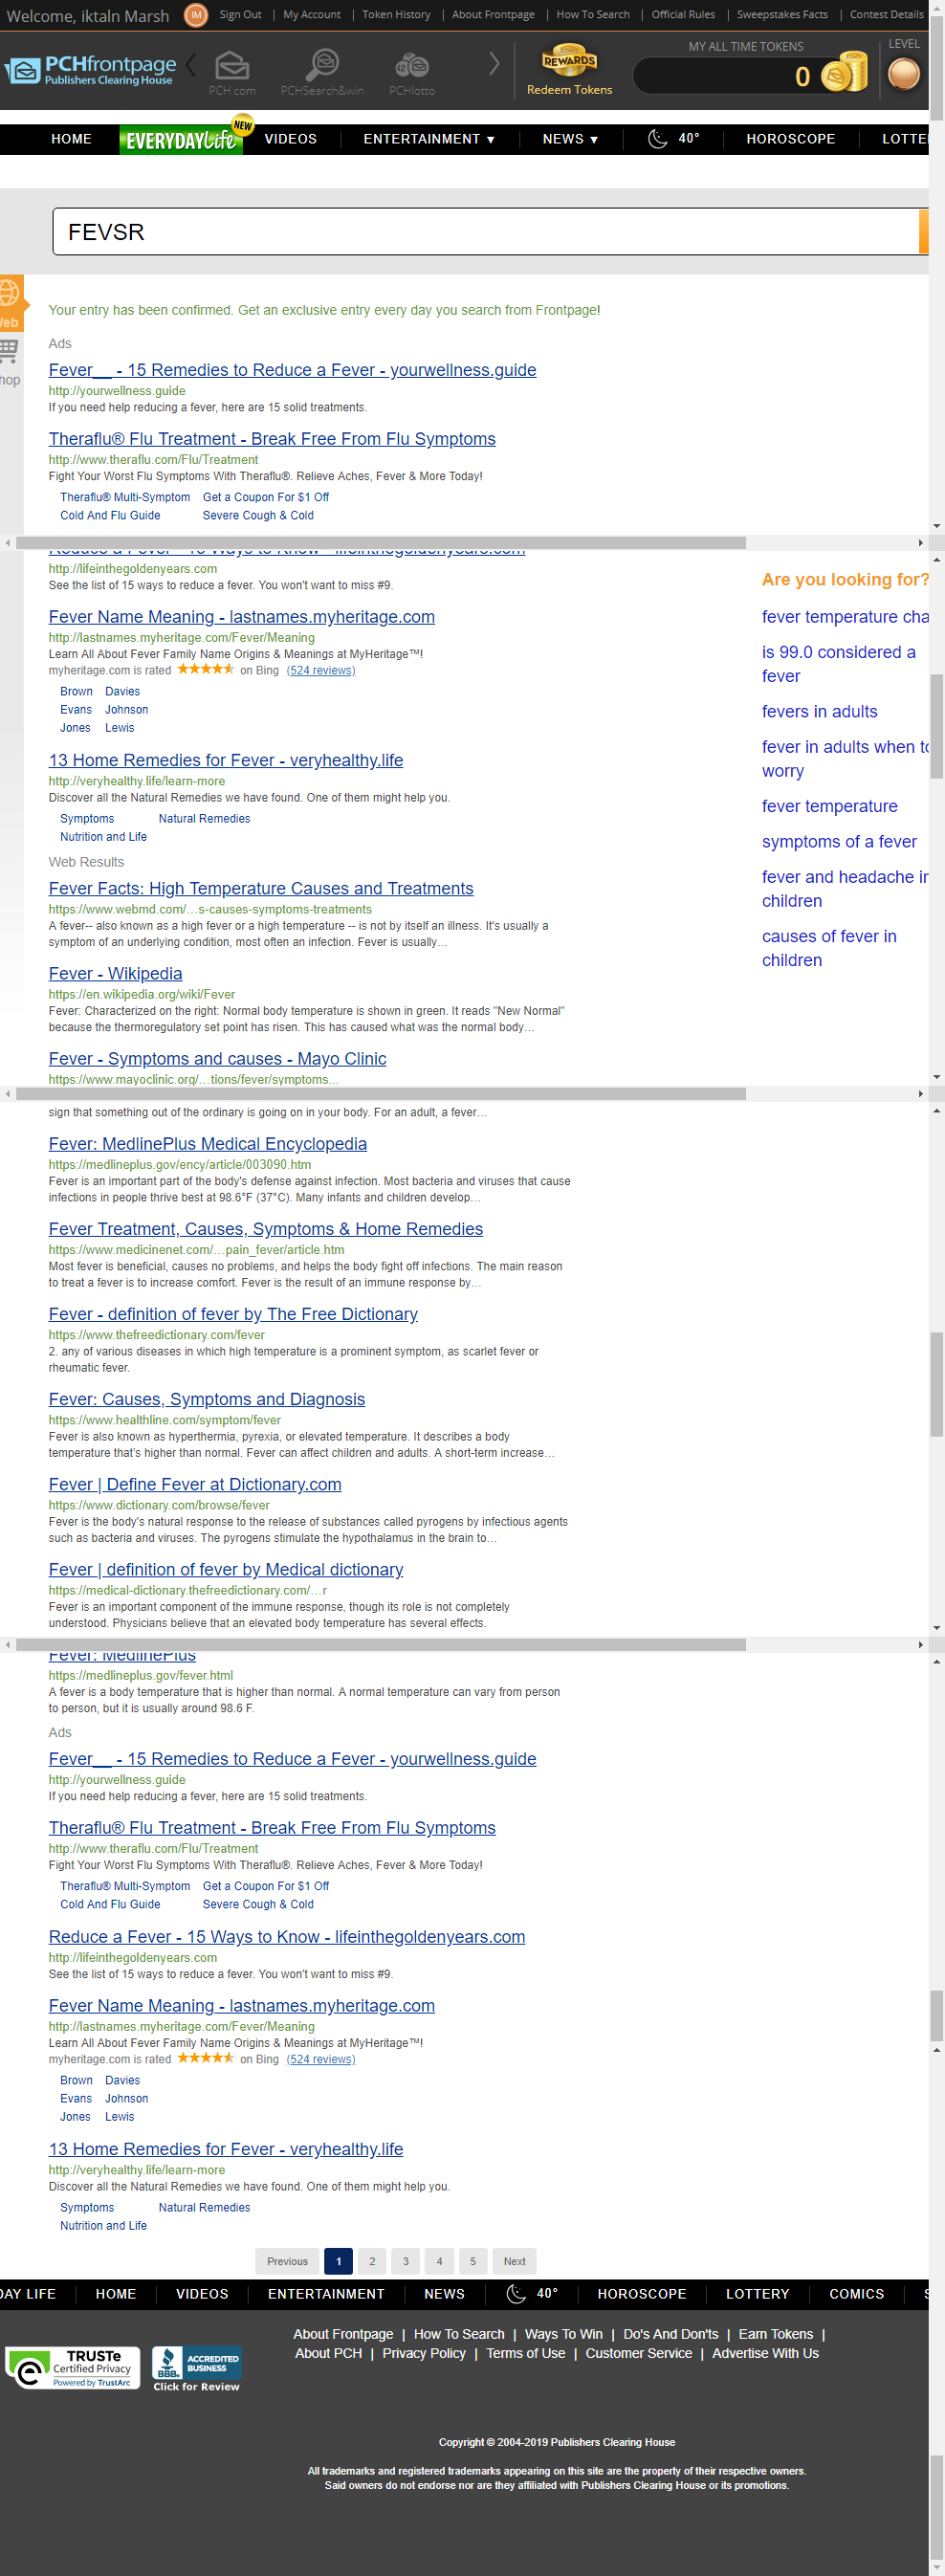 Welcome, iktaln Marsh IM Sign Out | My Account | Token History | About Frontpage | How To Search | Official Rules | Sweepstakes Facts | Contest Details
PCHfrontpage
Publishers Clearing House
PCH.com PCHSearch&win PCHlotto
REWARDS
Redeem Tokens
MY ALL TIME TOKENS
0
LEVEL
HOME EVERYDAYLife NEW VIDEOS ENTERTAINMENT ▼ NEWS ▼ 40° HOROSCOPE LOTTE
FEVSR
Your entry has been confirmed. Get an exclusive entry every day you search from Frontpage!
Ads
Fever__ - 15 Remedies to Reduce a Fever - yourwellness.guide
http://yourwellness.guide
If you need help reducing a fever, here are 15 solid treatments.
Theraflu® Flu Treatment - Break Free From Flu Symptoms
http://www.theraflu.com/Flu/Treatment
Fight Your Worst Flu Symptoms With Theraflu®. Relieve Aches, Fever & More Today!
Theraflu® Multi-Symptom Get a Coupon For $1 Off
Cold And Flu Guide Severe Cough & Cold
Reduce a Fever - 15 Ways to Know - lifeinthegoldenyears.com
http://lifeinthegoldenyears.com
See the list of 15 ways to reduce a fever. You won't want to miss #9.
Fever Name Meaning - lastnames.myheritage.com
http://lastnames.myheritage.com/Fever/Meaning
Learn All About Fever Family Name Origins & Meanings at MyHeritage™!
myheritage.com is rated ★★★★★ on Bing (524 reviews)
Brown Davies
Evans Johnson
Jones Lewis
13 Home Remedies for Fever - veryhealthy.life
http://veryhealthy.life/learn-more
Discover all the Natural Remedies we have found. One of them might help you.
Symptoms Natural Remedies
Nutrition and Life
Are you looking for?
fever temperature cha
is 99.0 considered a
fever
fevers in adults
fever in adults when to
worry
fever temperature
symptoms of a fever
fever and headache in
children
causes of fever in
children
Web Results
Fever Facts: High Temperature Causes and Treatments
https://www.webmd.com/…s-causes-symptoms-treatments
A fever-- also known as a high fever or a high temperature -- is not by itself an illness. It's usually a
symptom of an underlying condition, most often an infection. Fever is usually…
Fever - Wikipedia
https://en.wikipedia.org/wiki/Fever
Fever: Characterized on the right: Normal body temperature is shown in green. It reads "New Normal"
because the thermoregulatory set point has risen. This has caused what was the normal body…
Fever - Symptoms and causes - Mayo Clinic
https://www.mayoclinic.org/…tions/fever/symptoms…
sign that something out of the ordinary is going on in your body. For an adult, a fever…
Fever: MedlinePlus Medical Encyclopedia
https://medlineplus.gov/ency/article/003090.htm
Fever is an important part of the body's defense against infection. Most bacteria and viruses that cause
infections in people thrive best at 98.6°F (37°C). Many infants and children develop…
Fever Treatment, Causes, Symptoms & Home Remedies
https://www.medicinenet.com/…pain_fever/article.htm
Most fever is beneficial, causes no problems, and helps the body fight off infections. The main reason
to treat a fever is to increase comfort. Fever is the result of an immune response by…
Fever - definition of fever by The Free Dictionary
https://www.thefreedictionary.com/fever
2. any of various diseases in which high temperature is a prominent symptom, as scarlet fever or
rheumatic fever.
Fever: Causes, Symptoms and Diagnosis
https://www.healthline.com/symptom/fever
Fever is also known as hyperthermia, pyrexia, or elevated temperature. It describes a body
temperature that's higher than normal. Fever can affect children and adults. A short-term increase…
Fever | Define Fever at Dictionary.com
https://www.dictionary.com/browse/fever
Fever is the body's natural response to the release of substances called pyrogens by infectious agents
such as bacteria and viruses. The pyrogens stimulate the hypothalamus in the brain to…
Fever | definition of fever by Medical dictionary
https://medical-dictionary.thefreedictionary.com/…r
Fever is an important component of the immune response, though its role is not completely
understood. Physicians believe that an elevated body temperature has several effects.
Fever: MedlinePlus
https://medlineplus.gov/fever.html
A fever is a body temperature that is higher than normal. A normal temperature can vary from person
to person, but it is usually around 98.6 F.
Ads
Fever__ - 15 Remedies to Reduce a Fever - yourwellness.guide
http://yourwellness.guide
If you need help reducing a fever, here are 15 solid treatments.
Theraflu® Flu Treatment - Break Free From Flu Symptoms
http://www.theraflu.com/Flu/Treatment
Fight Your Worst Flu Symptoms With Theraflu®. Relieve Aches, Fever & More Today!
Theraflu® Multi-Symptom Get a Coupon For $1 Off
Cold And Flu Guide Severe Cough & Cold
Reduce a Fever - 15 Ways to Know - lifeinthegoldenyears.com
http://lifeinthegoldenyears.com
See the list of 15 ways to reduce a fever. You won't want to miss #9.
Fever Name Meaning - lastnames.myheritage.com
http://lastnames.myheritage.com/Fever/Meaning
Learn All About Fever Family Name Origins & Meanings at MyHeritage™!
myheritage.com is rated ★★★★★ on Bing (524 reviews)
Brown Davies
Evans Johnson
Jones Lewis
13 Home Remedies for Fever - veryhealthy.life
http://veryhealthy.life/learn-more
Discover all the Natural Remedies we have found. One of them might help you.
Symptoms Natural Remedies
Nutrition and Life
Previous 1 2 3 4 5 Next
DAY LIFE HOME VIDEOS ENTERTAINMENT NEWS 40° HOROSCOPE LOTTERY COMICS S
About Frontpage | How To Search | Ways To Win | Do's And Don'ts | Earn Tokens |
About PCH | Privacy Policy | Terms of Use | Customer Service | Advertise With Us
TRUSTe
Certified Privacy
Powered by TrustArc
BBB. ACCREDITED BUSINESS
Click for Review
Copyright © 2004-2019 Publishers Clearing House
All trademarks and registered trademarks appearing on this site are the property of their respective owners.
Said owners do not endorse nor are they affiliated with Publishers Clearing House or its promotions.